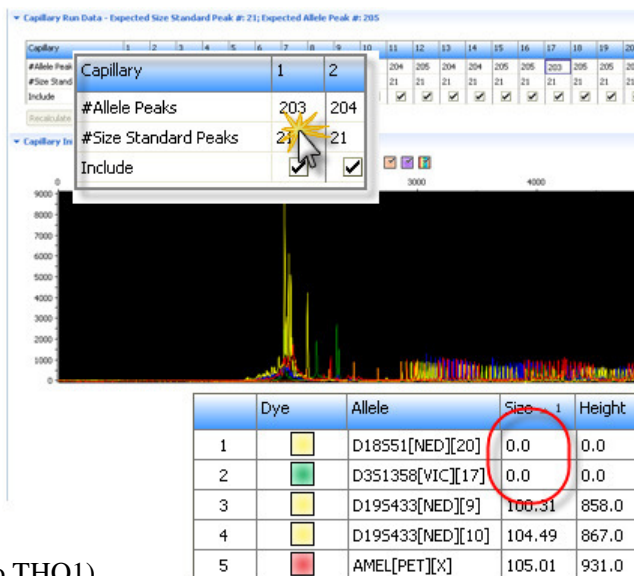 Capillary Run Data - Expected Size Standard Peak #: 21; Expected Allele Peak #: 205
Capillary 1 2 3 4 5 6 7 8 9 10 11 12 13 14 15 16 17 18 19
#Allele Peak 204 205 204 204 205 205 203 205 205
#Size Stand 21 21 21 21 21 21 21 21 21
Include
Recalculate
Capillary 1 2
#Allele Peaks 203 204
#Size Standard Peaks 21 21
Include
Capillary In
0 3000 4000
9000
8000
7000
6000
5000
4000
3000
2000
1000
0
Dye Allele Size 1 Height
1 D18S51[NED][20] 0.0 0.0
2 D3S1358[VIC][17] 0.0 0.0
3 D19S433[NED][9] 100.31 858.0
4 D19S433[NED][10] 104.49 867.0
5 AMEL[PET][X] 105.01 931.0
THO1)